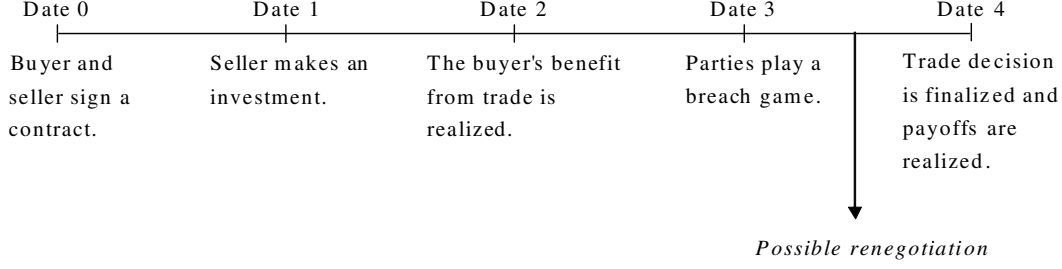 Date 0 Date 1 Date 2 Date 3 Date 4
Buyer and
seller sign a
contract.
Seller makes an
investment.
The buyer's benefit
from trade is
realized.
Parties play a
breach game.
Trade decision
is finalized and
payoffs are
realized.
Possible renegotiation